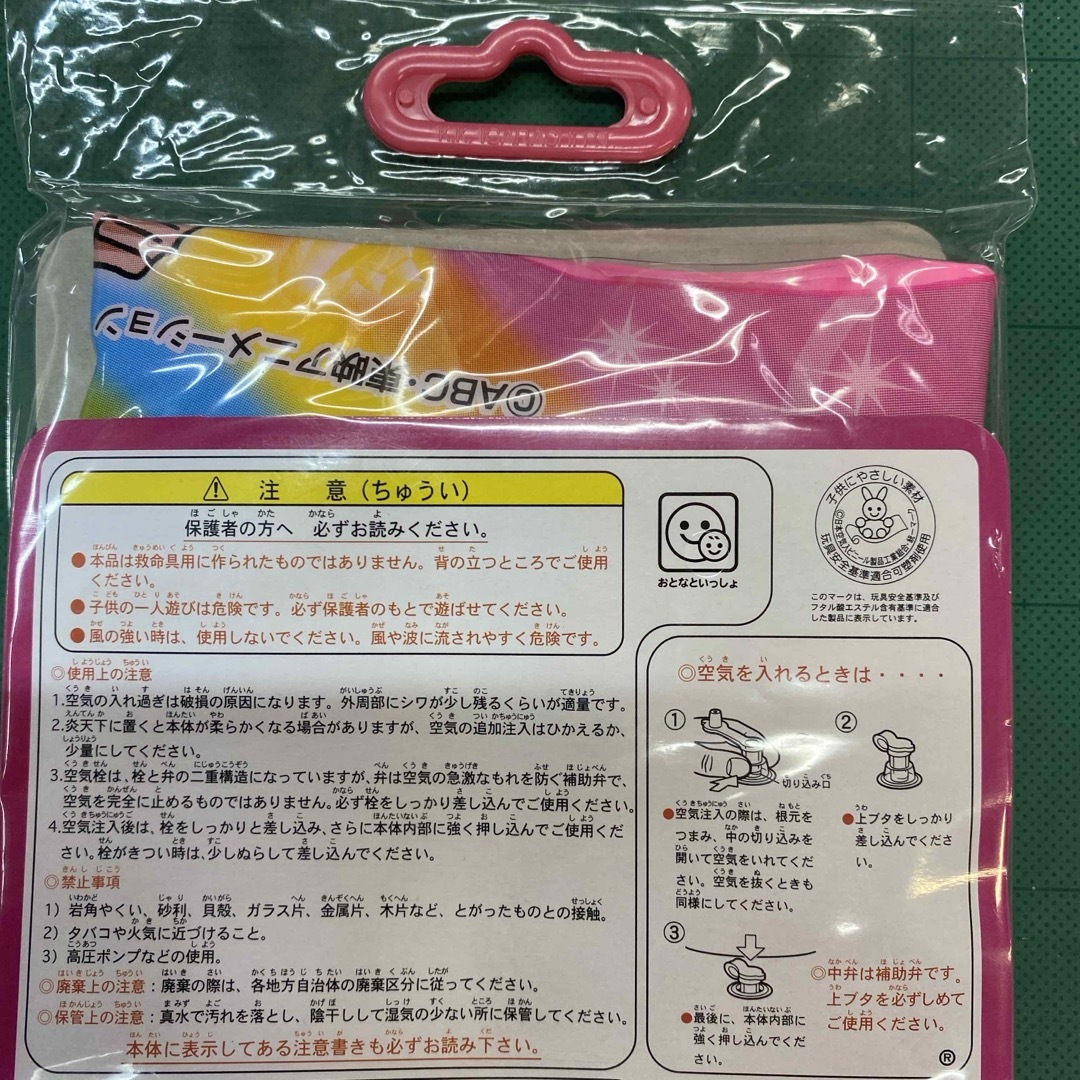 ©ABC・東映アニメーション
⚠ 注 意(ちゅうい)
保護者の方へ 必ずお読みください。
●本品は救命具用に作られたものではありません。背の立つところでご使用
ください。
●子供の一人遊びは危険です。必ず保護者のもとで遊ばせてください。
●風の強い時は、使用しないでください。風や波に流されやすく危険です。
◎使用上の注意
1.空気の入れ過ぎは破損の原因になります。外周部にシワが少し残るくらいが適量です。
2.炎天下に置くと本体が柔らかくなる場合がありますが、空気の追加注入はひかえるか、
少量にしてください。
3.空気栓は、栓と弁の二重構造になっていますが、弁は空気の急激なもれを防ぐ補助弁で、
空気を完全に止めるものではありません。必ず栓をしっかり差し込んでご使用ください。
4.空気注入後は、栓をしっかりと差し込み、さらに本体内部に強く押し込んでご使用くだ
さい。栓がきつい時は、少しぬらして差し込んでください。
◎禁止事項
1)岩角やくい、砂利、貝殻、ガラス片、金属片、木片など、とがったものとの接触。
2)タバコや火気に近づけること。
3)高圧ポンプなどの使用。
◎廃棄上の注意:廃棄の際は、各地方自治体の廃棄区分に従ってください。
◎保管上の注意:真水で汚れを落とし、陰干しして湿気の少ない所に保管してください。
本体に表示してある注意書きも必ずお読み下さい。
おとなといっしょ
子供にやさしい素材
◎日本空気入ビニール製品工業組合・統一マーク
玩具安全基準適合可塑剤使用
このマークは、玩具安全基準及び
フタル酸エステル含有基準に適合
した製品に表示しています。
◎空気を入れるときは・・・・
①
切り込み口
●空気注入の際は、根元を
つまみ、中の切り込みを
開いて空気をいれてくだ
さい。空気を抜くときも
同様にしてください。
②
●上ブタをしっかり
差し込んでください
。
③
●最後に、本体内部に
強く押し込んでくだ
さい。
◎中弁は補助弁です。
上ブタを必ずしめて
ご使用ください。
®